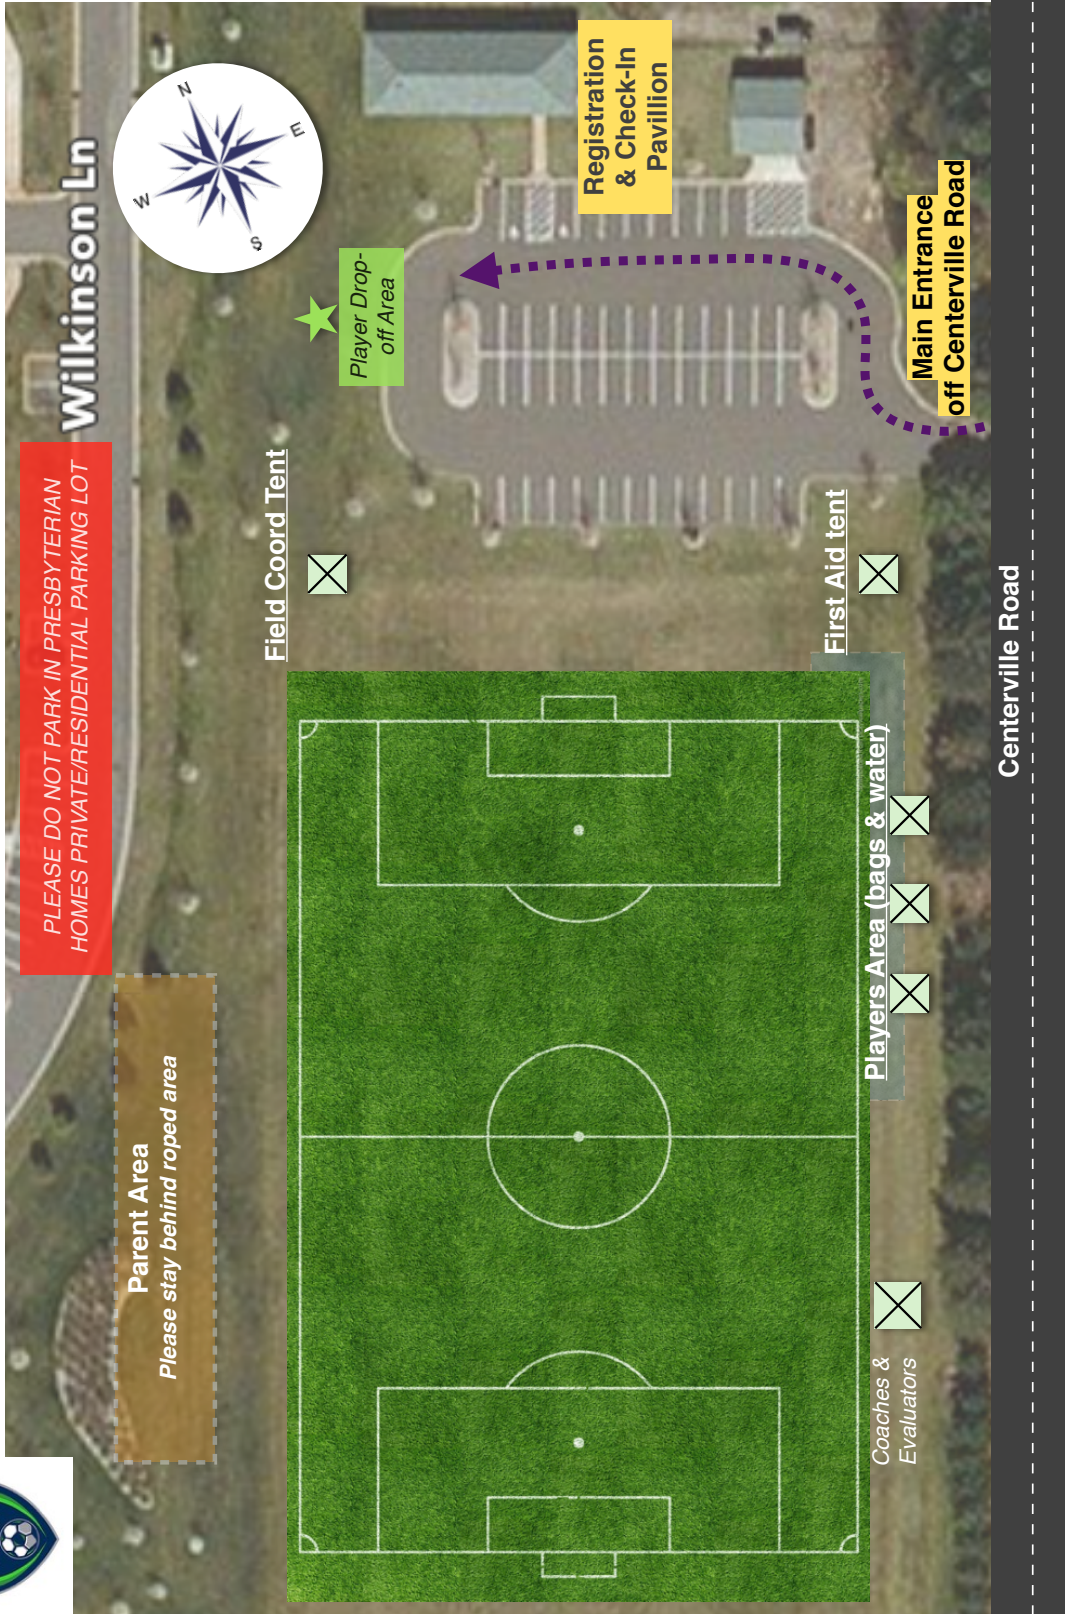 Wilkinson Ln
N
E
W
S
PLEASE DO NOT PARK IN PRESBYTERIAN
HOMES PRIVATE/RESIDENTIAL PARKING LOT
Parent Area
Please stay behind roped area
Field Coord Tent
Player Drop-
off Area
Registration
& Check-In
Pavillion
First Aid tent
Players Area (bags & water)
Coaches &
Evaluators
Main Entrance
off Centerville Road
Centerville Road